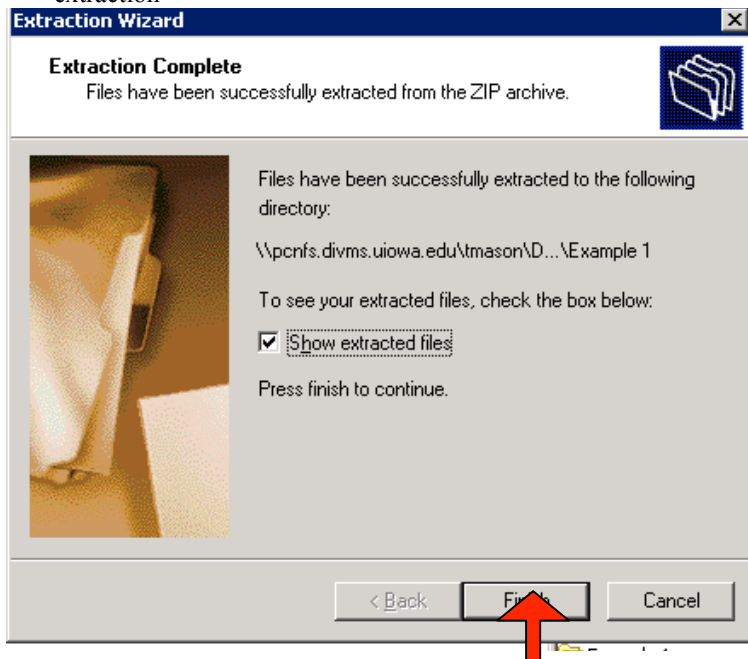 extraction
Extraction Wizard
Extraction Complete
Files have been successfully extracted from the ZIP archive.
Files have been successfully extracted to the following
directory:
\\pcnfs.divms.uiowa.edu\tmason\D...\Example 1
To see your extracted files, check the box below:
Show extracted files
Press finish to continue.
< Back
Cancel